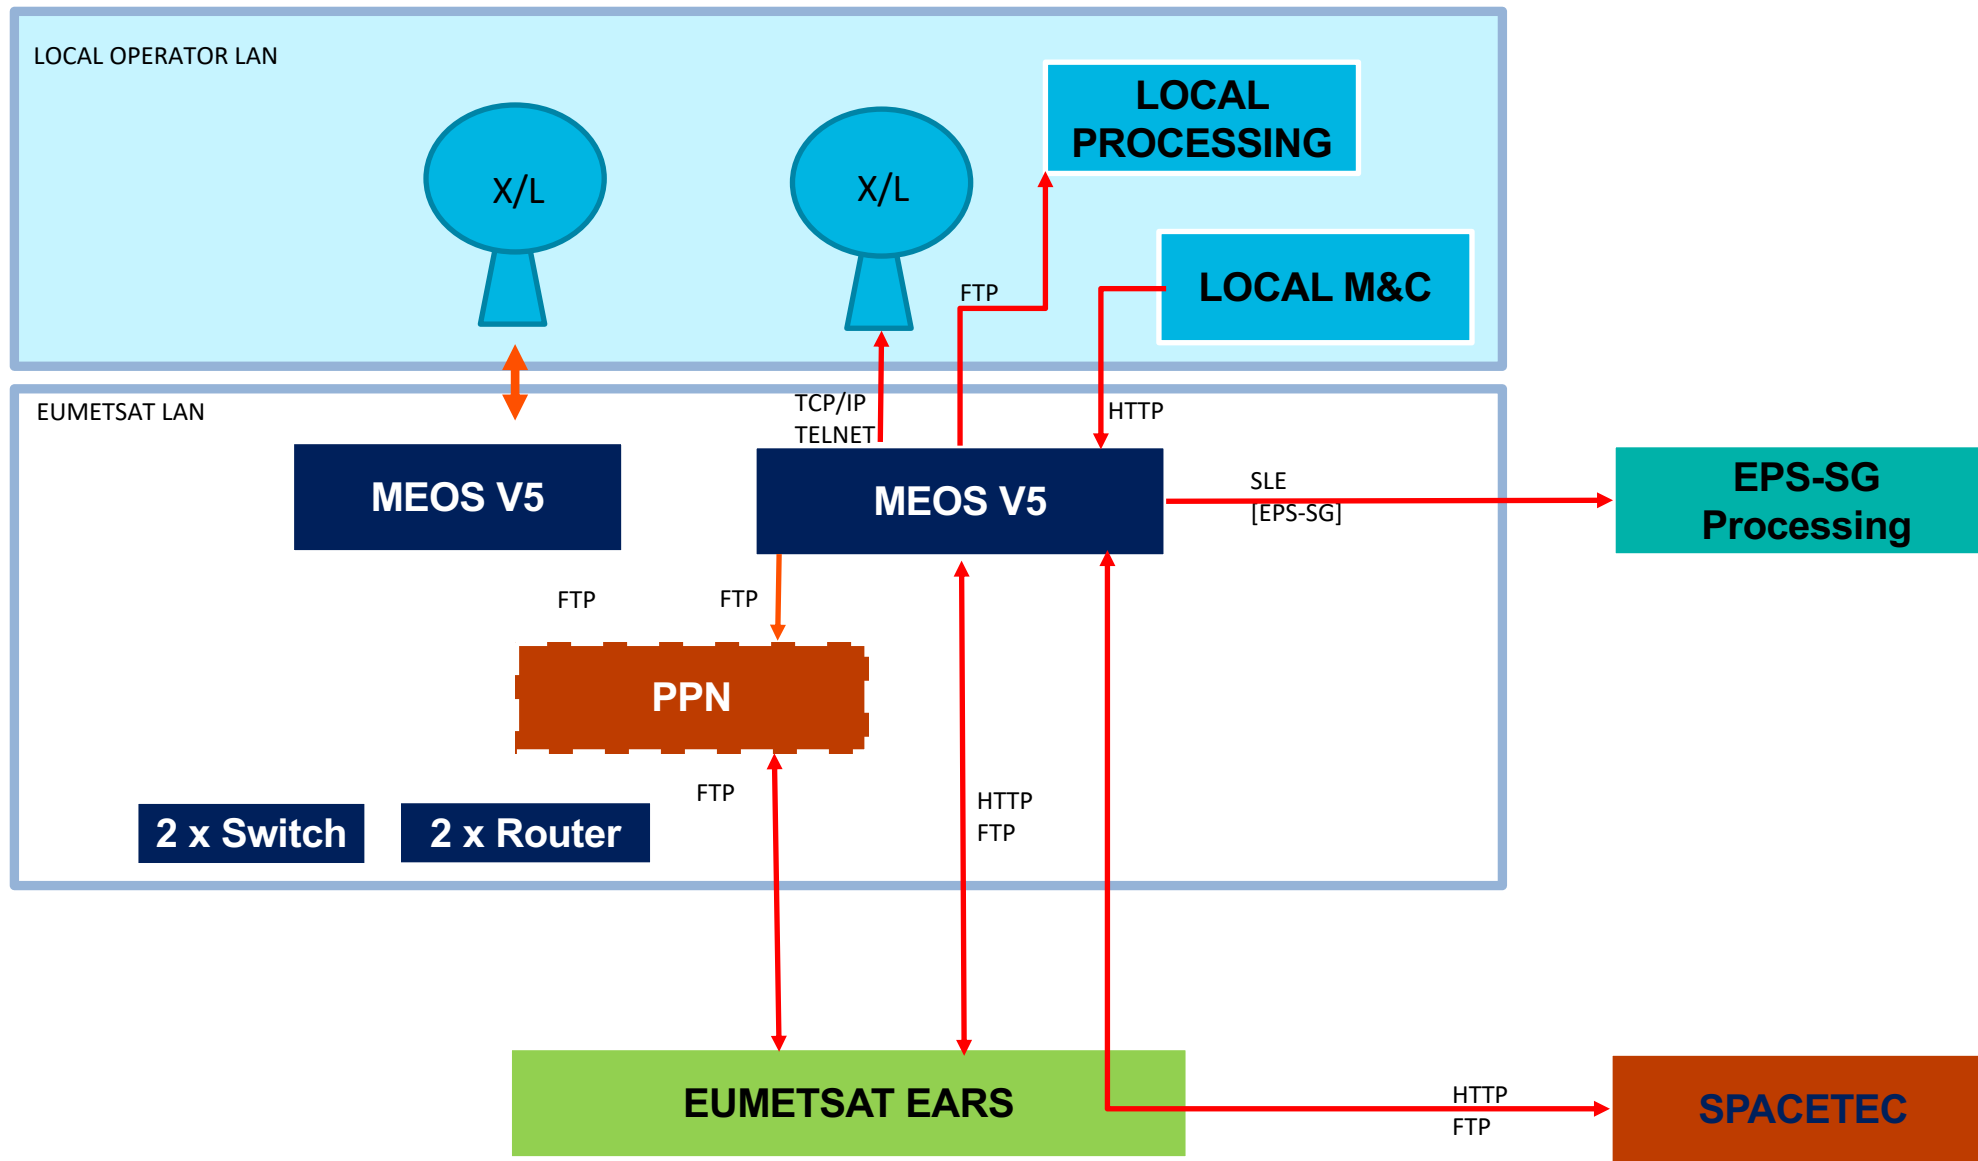 LOCAL OPERATOR LAN
X/L
X/L
LOCAL
PROCESSING
FTP
LOCAL M&C
EUMETSAT LAN
TCP/IP
TELNET
HTTP
MEOS V5
MEOS V5
SLE
[EPS-SG]
EPS-SG
Processing
FTP
FTP
PPN
FTP
HTTP
FTP
2 x Switch
2 x Router
EUMETSAT EARS
HTTP
FTP
SPACETEC